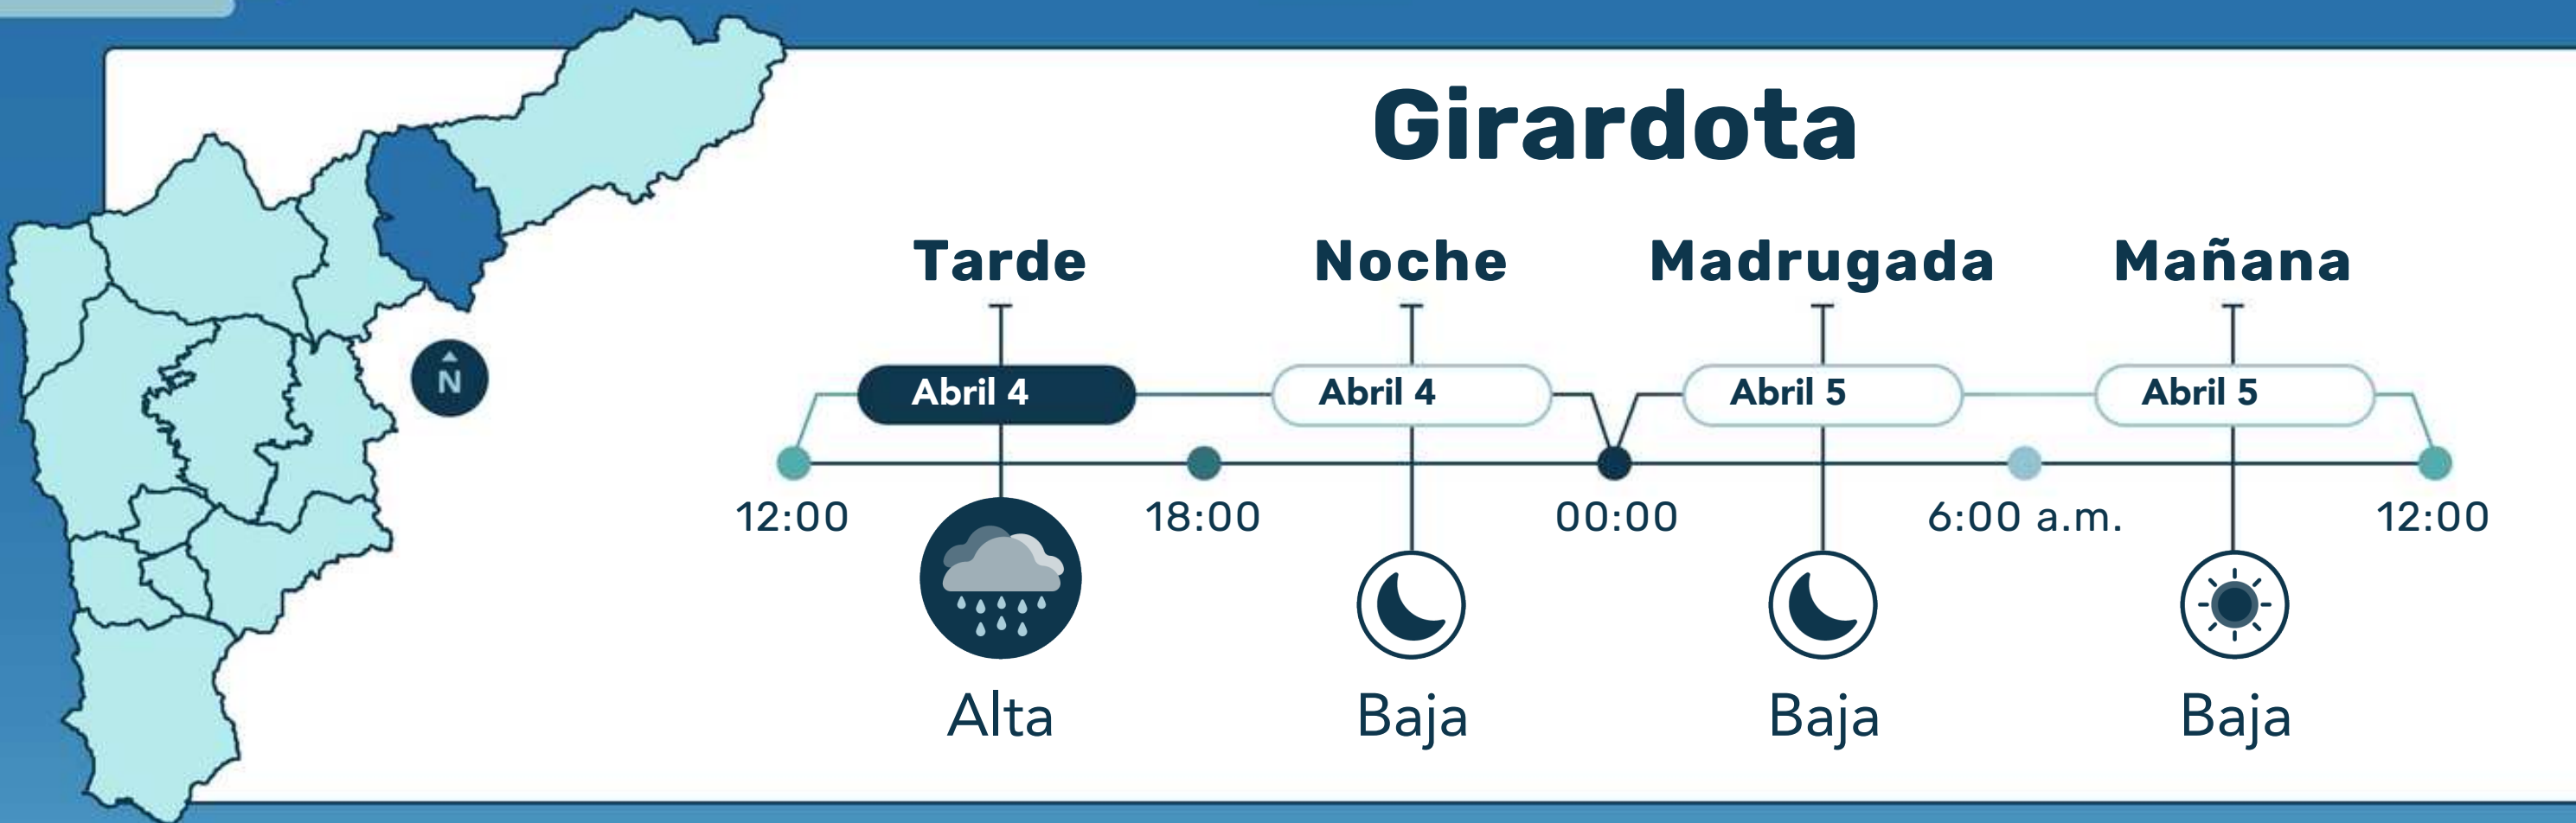 Girardota
Tarde Noche Madrugada Mañana
Abril 4 Abril 4 Abril 5 Abril 5
N
12:00 18:00 00:00 6:00 a.m. 12:00
Alta Baja Baja Baja